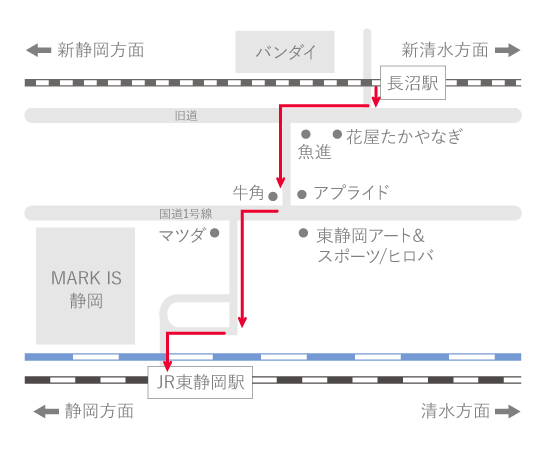 新静岡方面
バンダイ
新清水方面
長沼駅
旧道
魚進
花屋たかやなぎ
牛角
アプライド
国道1号線
マツダ
東静岡アート&
スポーツ/ヒロバ
MARK IS
静岡
JR東静岡駅
静岡方面
清水方面